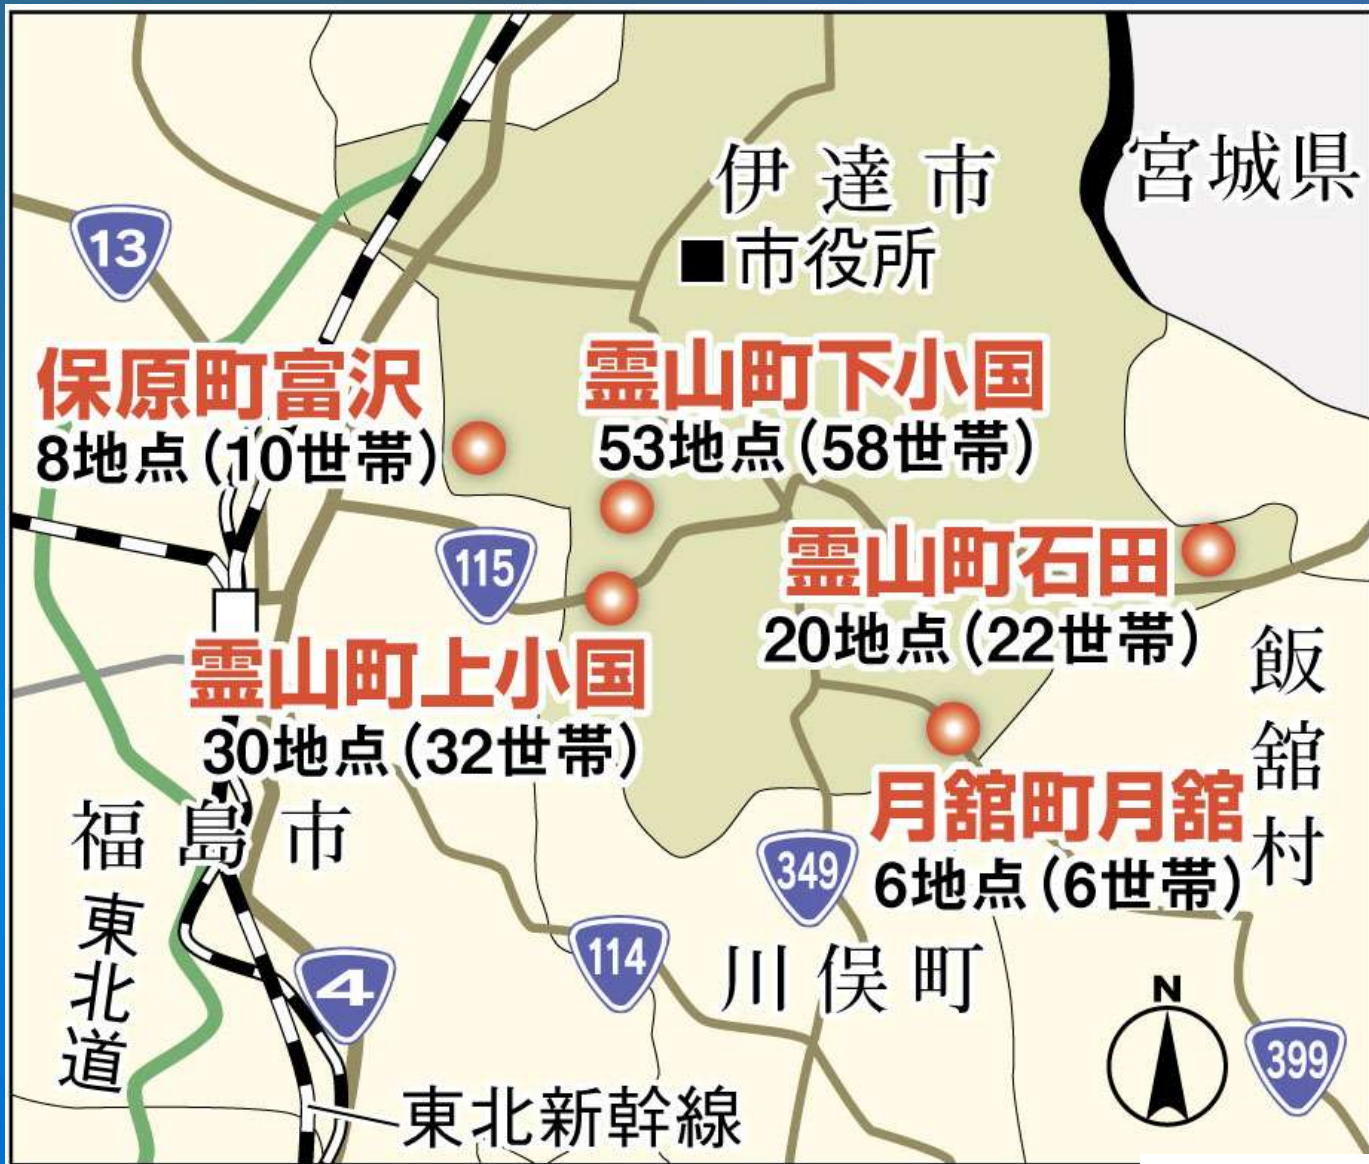 伊達市
■市役所
宮城県
13
保原町富沢
8地点(10世帯)
霊山町下小国
53地点(58世帯)
115
霊山町石田
20地点(22世帯)
霊山町上小国
30地点(32世帯)
飯舘村
月舘町月舘
6地点(6世帯)
福島市
349
東北道
4
114
川俣町
N
399
東北新幹線